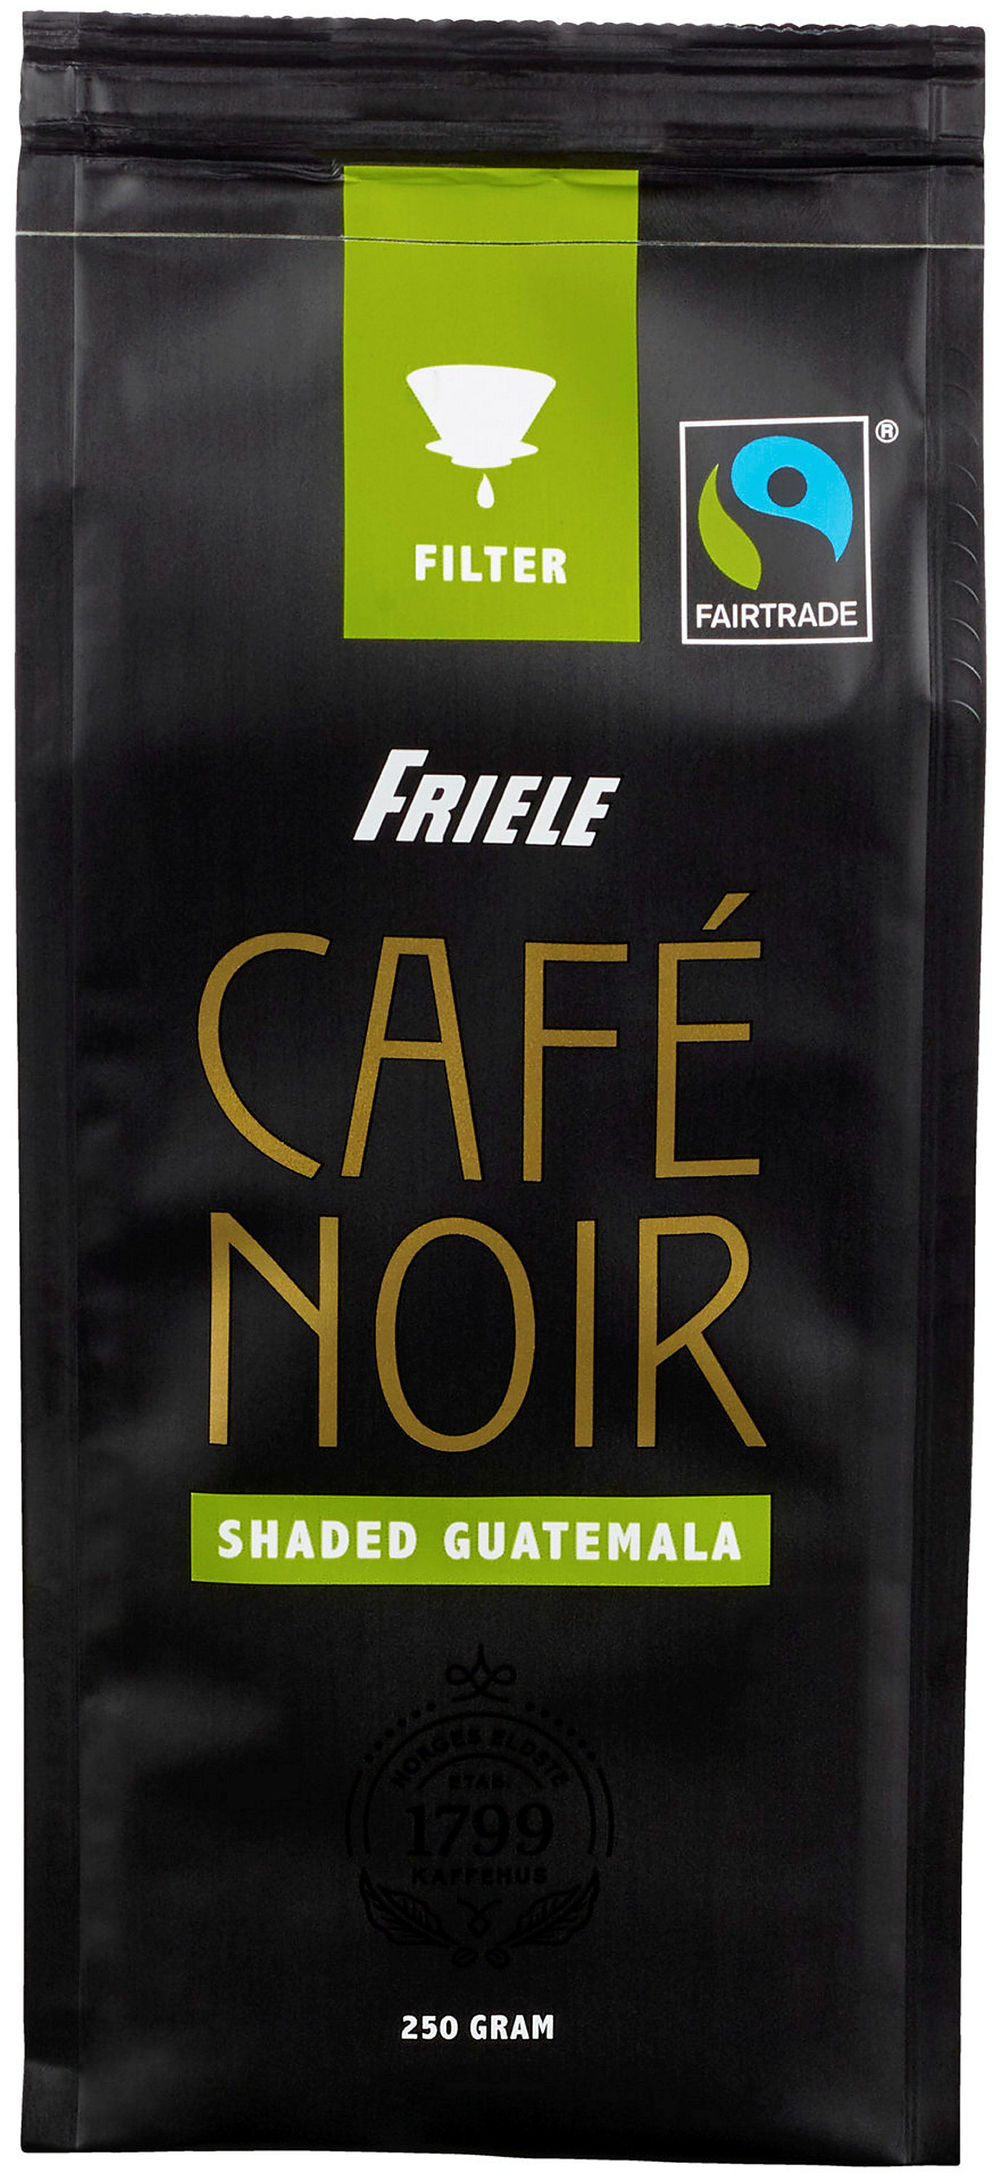 FILTER
®
FAIRTRADE
FRIELE
CAFÉ
NOIR
SHADED GUATEMALA
NORGES ELDSTE
ETAB.
1799
KAFFEHUS
250 GRAM